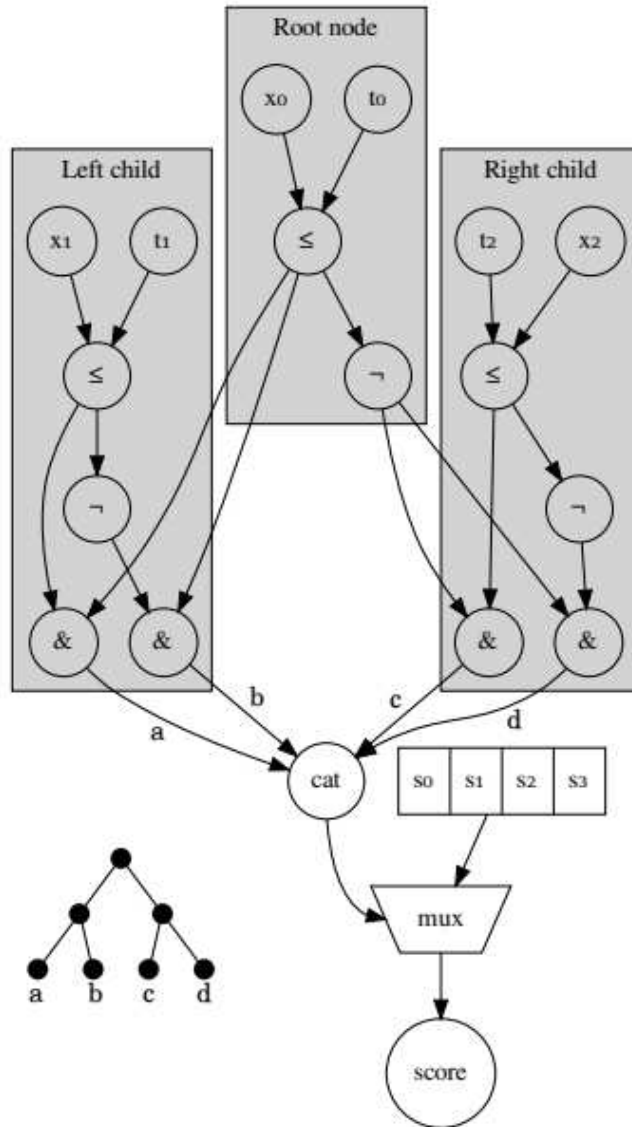 Root node
x₀ t₀
Left child
Right child
x₁ t₁
≤
t₂ x₂
≤
¬
≤
¬
¬
& &
& &
a
b
c
d
cat
s₀ s₁ s₂ s₃
mux
a b c d
score